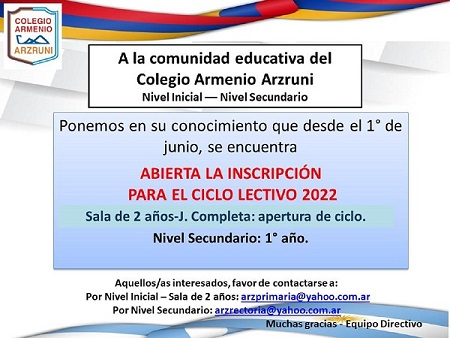 COLEGIO
ARMENIO
ARZRUNI
A la comunidad educativa del
Colegio Armenio Arzruni
Nivel Inicial — Nivel Secundario
Ponemos en su conocimiento que desde el 1° de
junio, se encuentra
ABIERTA LA INSCRIPCIÓN
PARA EL CICLO LECTIVO 2022
Sala de 2 años-J. Completa: apertura de ciclo.
Nivel Secundario: 1° año.
Aquellos/as interesados, favor de contactarse a:
Por Nivel Inicial – Sala de 2 años: arzprimaria@yahoo.com.ar
Por Nivel Secundario: arzrectoria@yahoo.com.ar
Muchas gracias - Equipo Directivo